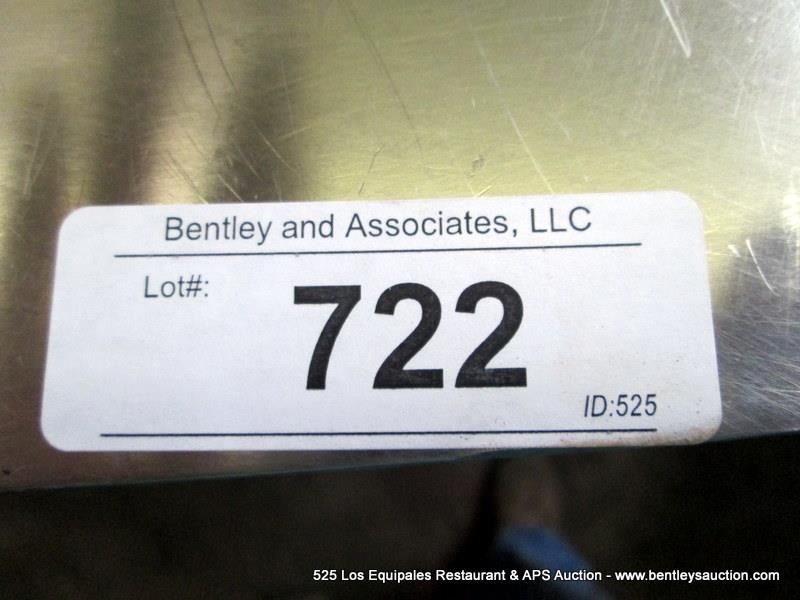 Bentley and Associates, LLC
Lot#:
722
ID:525
525 Los Equipales Restaurant & APS Auction - www.bentleysauction.com